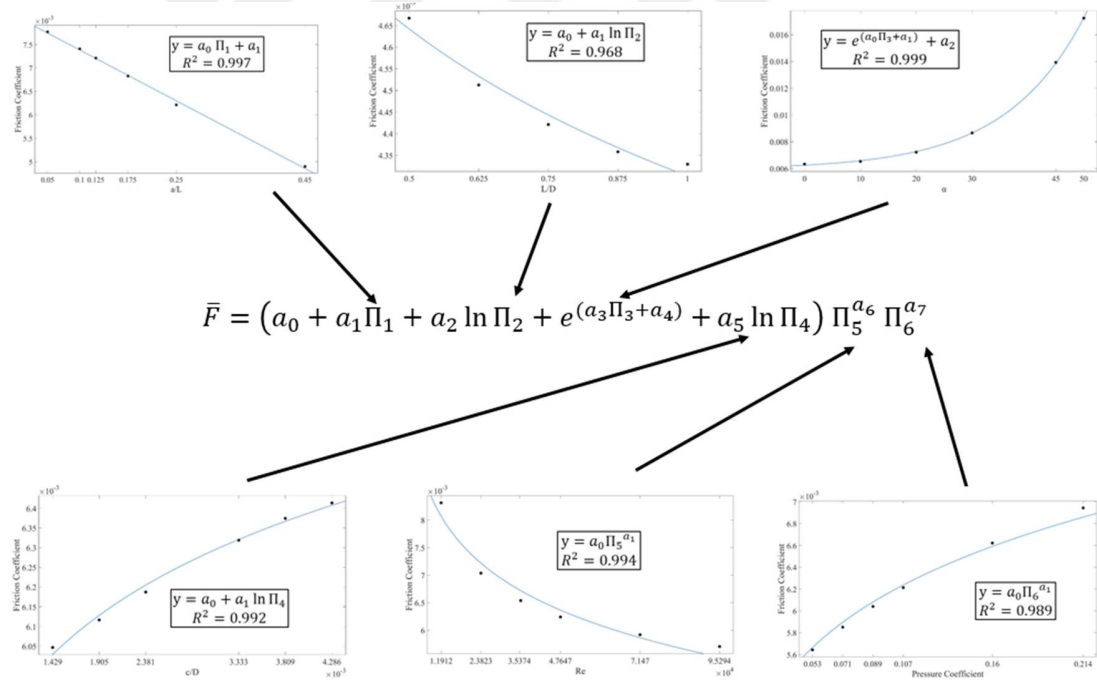 ×10⁻³
Friction Coefficient
7.5
7
6.5
6
5.5
5
y = a₀ Π₁ + a₁
R² = 0.997
0.05 0.1 0.125 0.175 0.25 0.45
a/L
Friction Coefficient
4.65
4.6
4.55
4.5
4.45
4.4
4.35
y = a₀ + a₁ ln Π₂
R² = 0.968
0.5 0.625 0.75 0.875 1
L/D
Friction Coefficient
0.016
0.014
0.012
0.01
0.008
0.006
y = e^(a₀Π₃+a₁) + a₂
R² = 0.999
0 10 20 30 45 50
α
F̄ = (a₀ + a₁Π₁ + a₂ ln Π₂ + e^(a₃Π₃+a₄) + a₅ ln Π₄) Π₅^a₆ Π₆^a₇
×10⁻³
Friction Coefficient
6.4
6.35
6.3
6.25
6.2
6.15
6.1
6.05
y = a₀ + a₁ ln Π₄
R² = 0.992
1.429 1.905 2.381 3.333 3.809 4.286
×10⁻³
c/D
×10⁻³
Friction Coefficient
8
7
6
y = a₀Π₅^a₁
R² = 0.994
1.1912 2.3823 3.5374 4.7647 7.147 9.5294
×10⁴
Re
×10⁻³
Friction Coefficient
7
6.8
6.6
6.4
6.2
6
5.8
5.6
y = a₀Π₆^a₁
R² = 0.989
0.053 0.071 0.089 0.107 0.16 0.214
Pressure Coefficient